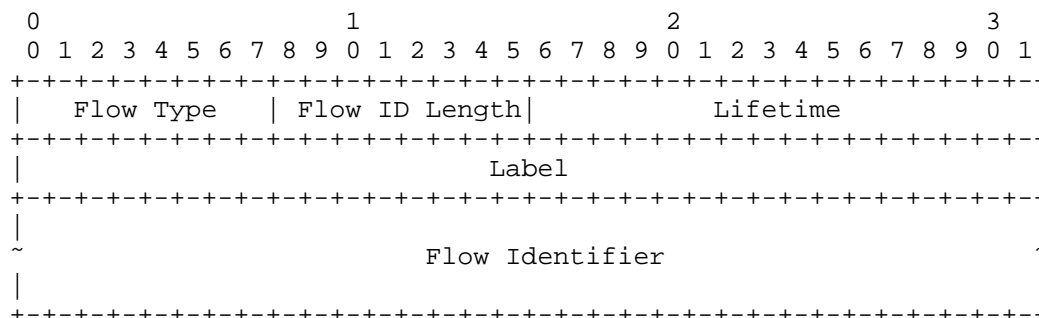 0                   1                   2                   3
 0 1 2 3 4 5 6 7 8 9 0 1 2 3 4 5 6 7 8 9 0 1 2 3 4 5 6 7 8 9 0 1
+-+-+-+-+-+-+-+-+-+-+-+-+-+-+-+-+-+-+-+-+-+-+-+-+-+-+-+-+-+-+-+-
|   Flow Type   | Flow ID Length|           Lifetime
+-+-+-+-+-+-+-+-+-+-+-+-+-+-+-+-+-+-+-+-+-+-+-+-+-+-+-+-+-+-+-+-
|                             Label
+-+-+-+-+-+-+-+-+-+-+-+-+-+-+-+-+-+-+-+-+-+-+-+-+-+-+-+-+-+-+-+-
|
~                         Flow Identifier                       ~
|
+-+-+-+-+-+-+-+-+-+-+-+-+-+-+-+-+-+-+-+-+-+-+-+-+-+-+-+-+-+-+-+-